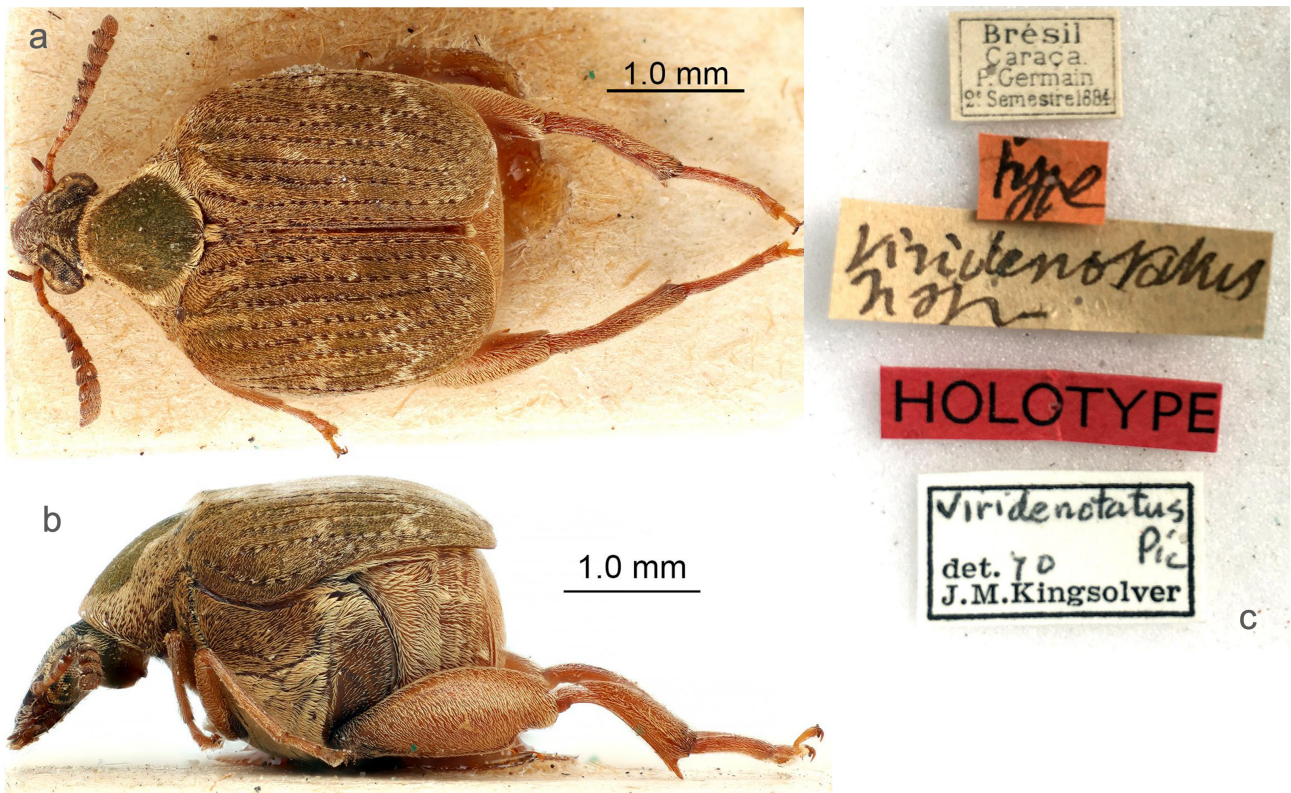 a
1.0 mm
b
1.0 mm
Brésil
Caraça.
P. Germain
2ᵉ Semestre 1884
type
viridenotatus
n sp
HOLOTYPE
Viridenotatus
Pic
det. 70
J.M.Kingsolver
c